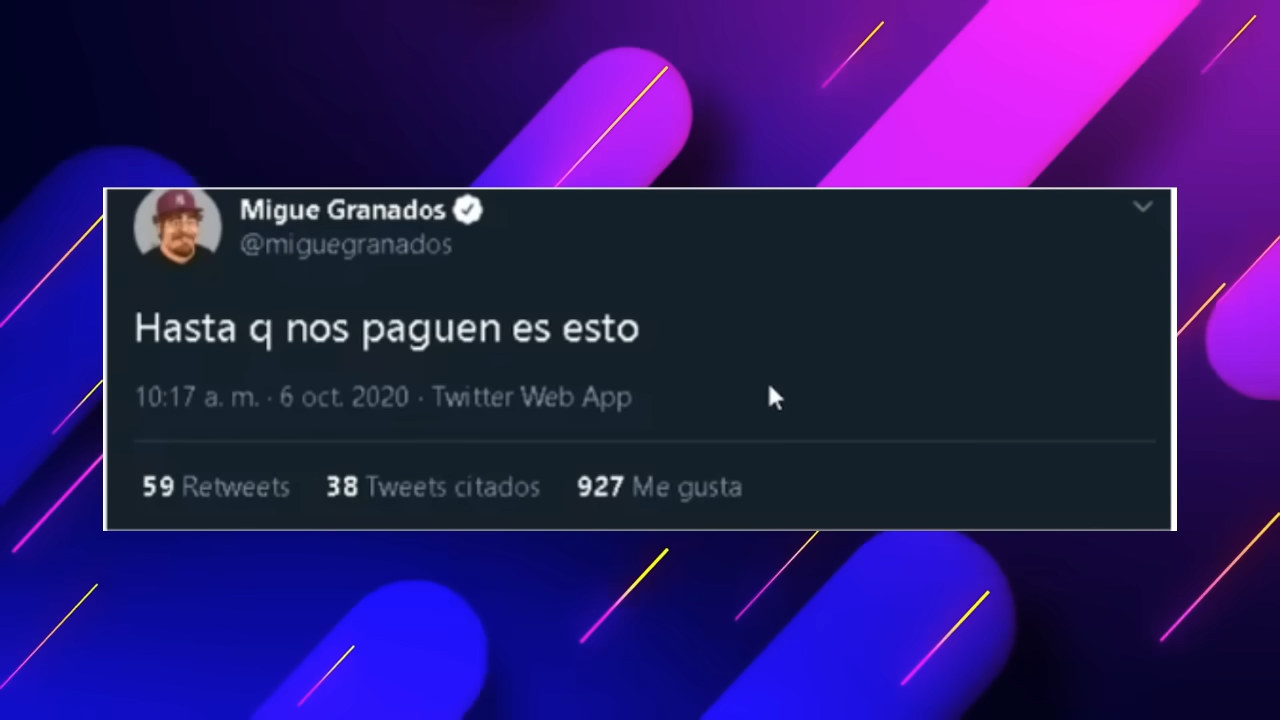 Migue Granados
@miguegranados
Hasta q nos paguen es esto
10:17 a. m. · 6 oct. 2020 · Twitter Web App
59 Retweets 38 Tweets citados 927 Me gusta